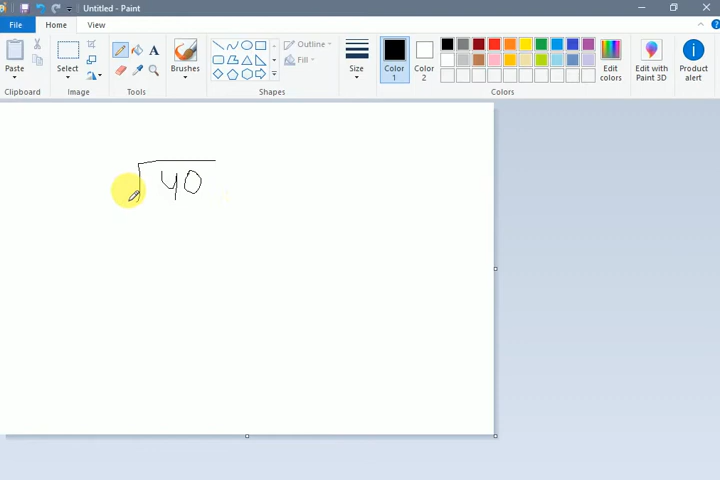 Untitled - Paint
File Home View
Paste Select Brushes A Outline Fill Size Color 1 Color 2 Edit colors Edit with Paint 3D Product alert
Clipboard Image Tools Shapes Colors
40